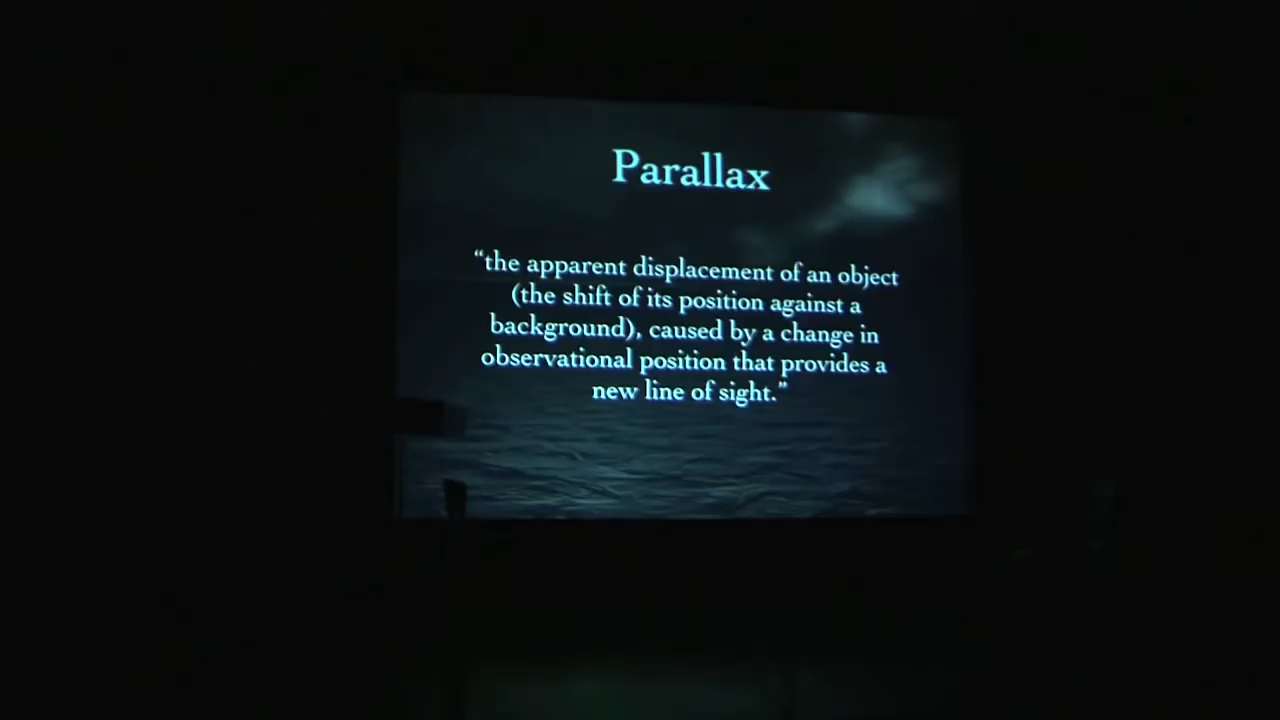 Parallax
“the apparent displacement of an object
(the shift of its position against a
background), caused by a change in
observational position that provides a
new line of sight.”